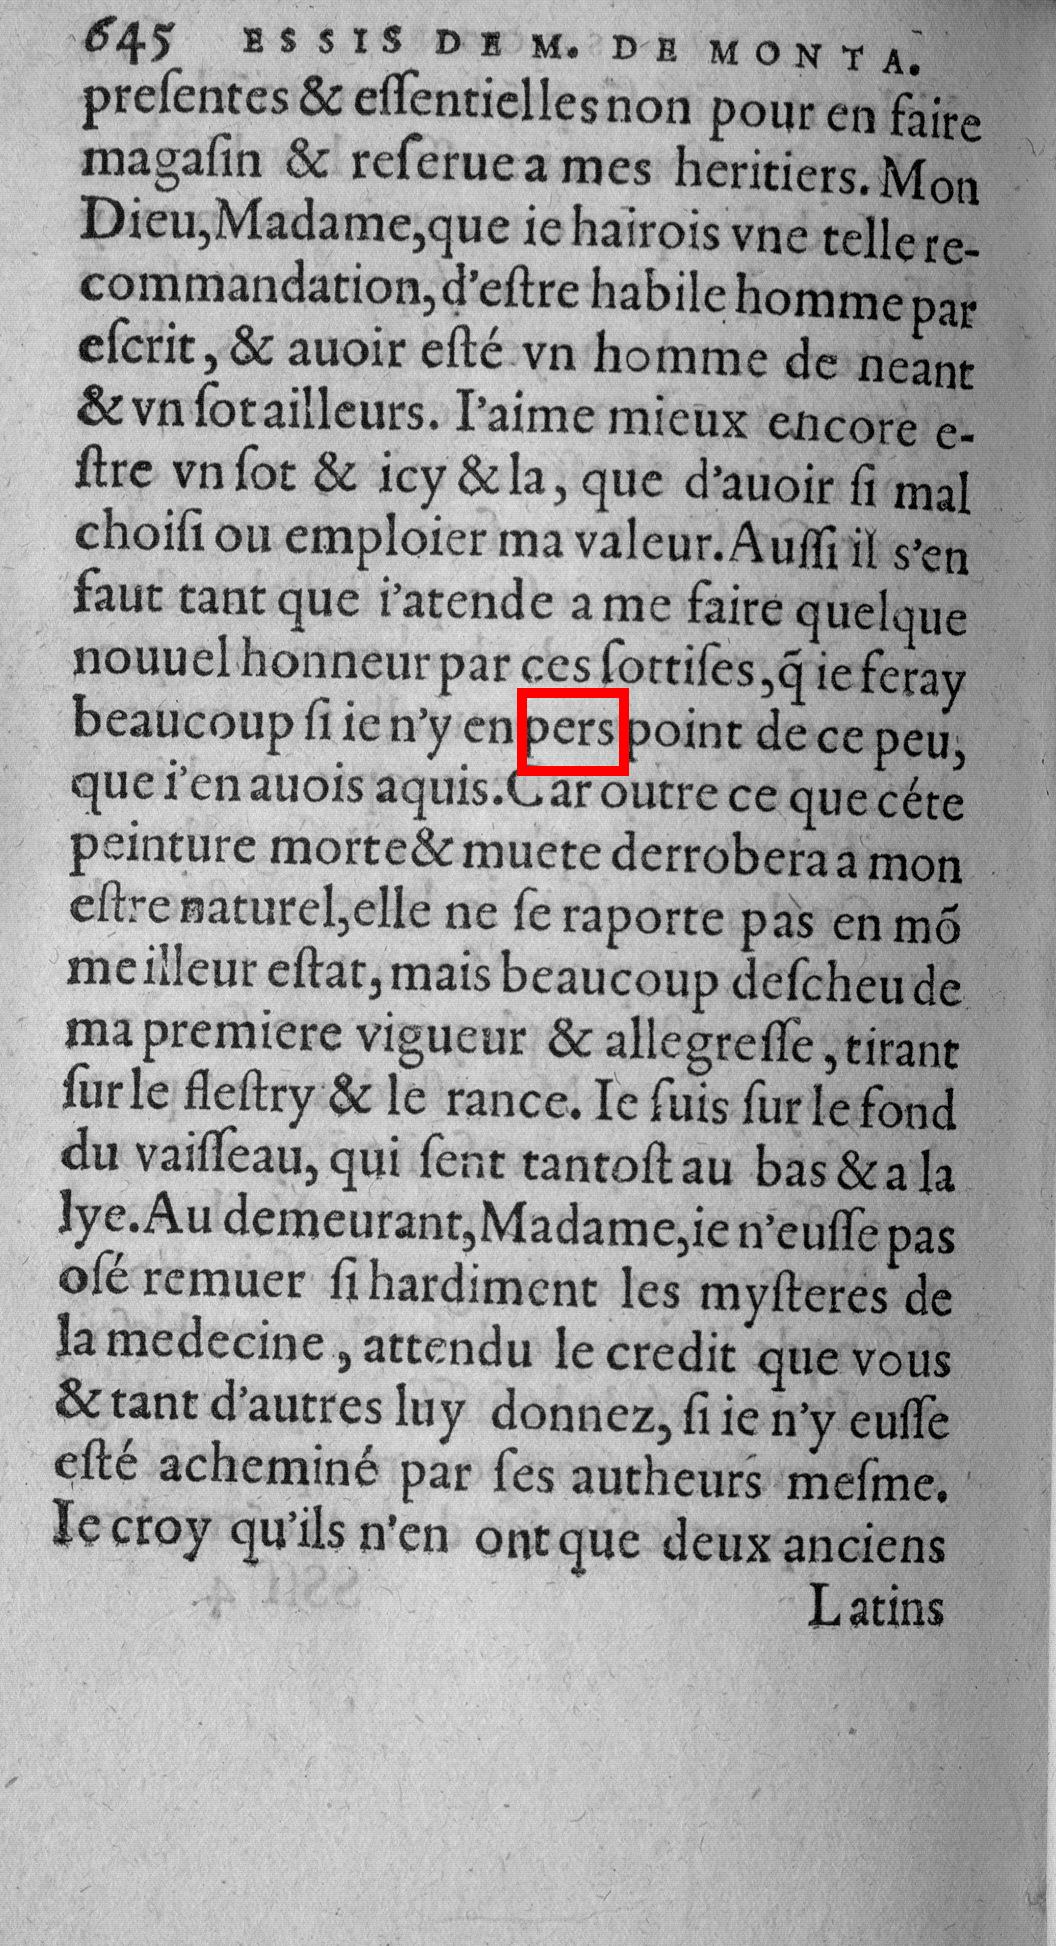 645 ESSIS DE M. DE MONTA.
preſentes & eſſentielles non pour en faire
magaſin & reſerue a mes heritiers. Mon
Dieu, Madame, que ie hairois vne telle re-
commandation, d'eſtre habile homme par
eſcrit, & auoir eſté vn homme de neant
& vn ſot ailleurs. I'aime mieux encore e-
ſtre vn ſot & icy & la, que d'auoir ſi mal
choiſi ou emploier ma valeur. Auſſi il s'en
faut tant que i'atende a me faire quelque
nouuel honneur par ces ſottiſes, q̃ ie feray
beaucoup ſi ie n'y en pers point de ce peu,
que i'en auois aquis. Car outre ce que céte
peinture morte & muete derrobera a mon
eſtre naturel, elle ne ſe raporte pas en mõ
meilleur eſtat, mais beaucoup deſcheu de
ma premiere vigueur & allegreſſe, tirant
ſur le fleſtry & le rance. Ie ſuis ſur le fond
du vaiſſeau, qui ſent tantoſt au bas & a la
lye. Au demeurant, Madame, ie n'euſſe pas
oſé remuer ſi hardiment les myſteres de
la medecine, attendu le credit que vous
& tant d'autres luy donnez, ſi ie n'y euſſe
eſté acheminé par ſes autheurs meſme.
Ie croy qu'ils n'en ont que deux anciens
Latins